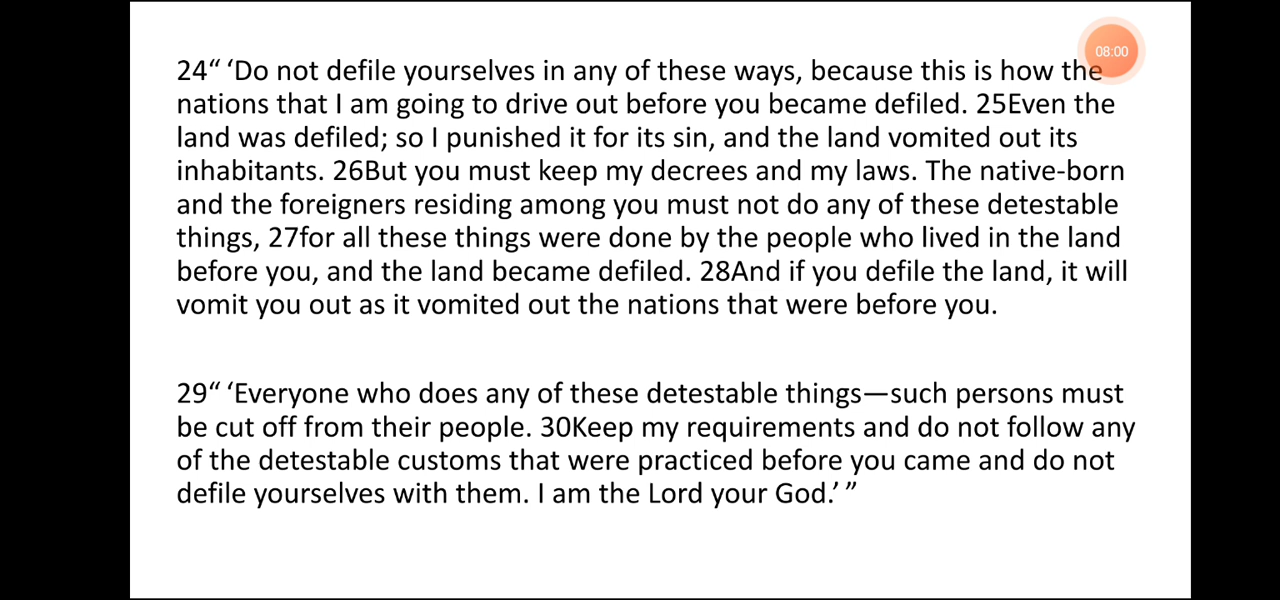 08:00
24“ ‘Do not defile yourselves in any of these ways, because this is how the
nations that I am going to drive out before you became defiled. 25Even the
land was defiled; so I punished it for its sin, and the land vomited out its
inhabitants. 26But you must keep my decrees and my laws. The native-born
and the foreigners residing among you must not do any of these detestable
things, 27for all these things were done by the people who lived in the land
before you, and the land became defiled. 28And if you defile the land, it will
vomit you out as it vomited out the nations that were before you.
29“ ‘Everyone who does any of these detestable things—such persons must
be cut off from their people. 30Keep my requirements and do not follow any
of the detestable customs that were practiced before you came and do not
defile yourselves with them. I am the Lord your God.’ ”